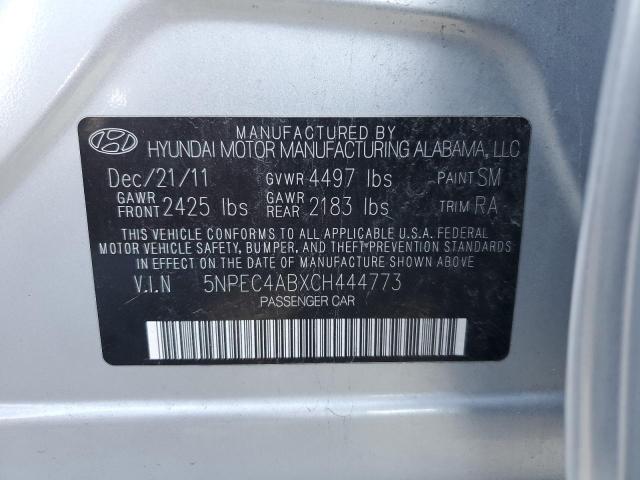 MANUFACTURED BY
HYUNDAI MOTOR MANUFACTURING ALABAMA, LLC
Dec/21/11 GVWR 4497 lbs PAINT SM
GAWR FRONT 2425 lbs GAWR REAR 2183 lbs TRIM RA
THIS VEHICLE CONFORMS TO ALL APPLICABLE U.S.A. FEDERAL
MOTOR VEHICLE SAFETY, BUMPER, AND THEFT PREVENTION STANDARDS
IN EFFECT ON THE DATE OF MANUFACTURE SHOWN ABOVE.
V.I.N 5NPEC4ABXCH444773
PASSENGER CAR